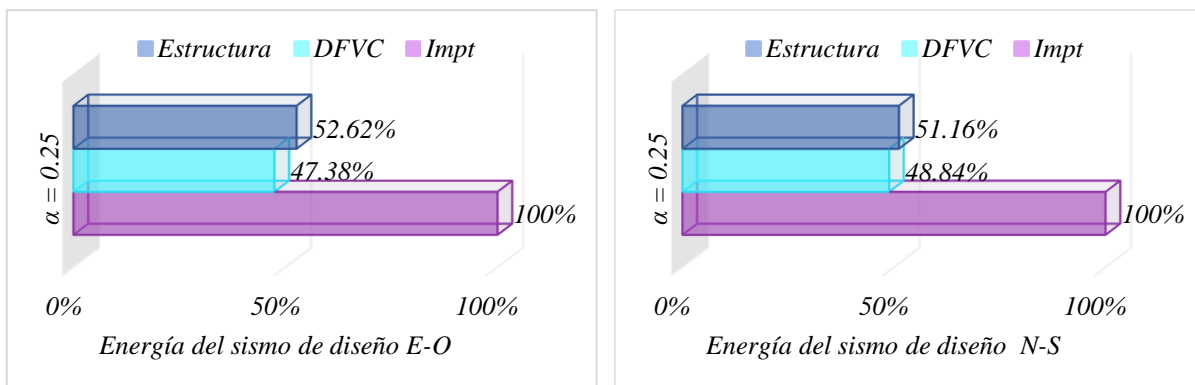 Estructura DFVC Impt
α = 0.25
52.62%
47.38%
100%
0% 50% 100%
Energía del sismo de diseño E-O
Estructura DFVC Impt
α = 0.25
51.16%
48.84%
100%
0% 50% 100%
Energía del sismo de diseño N-S